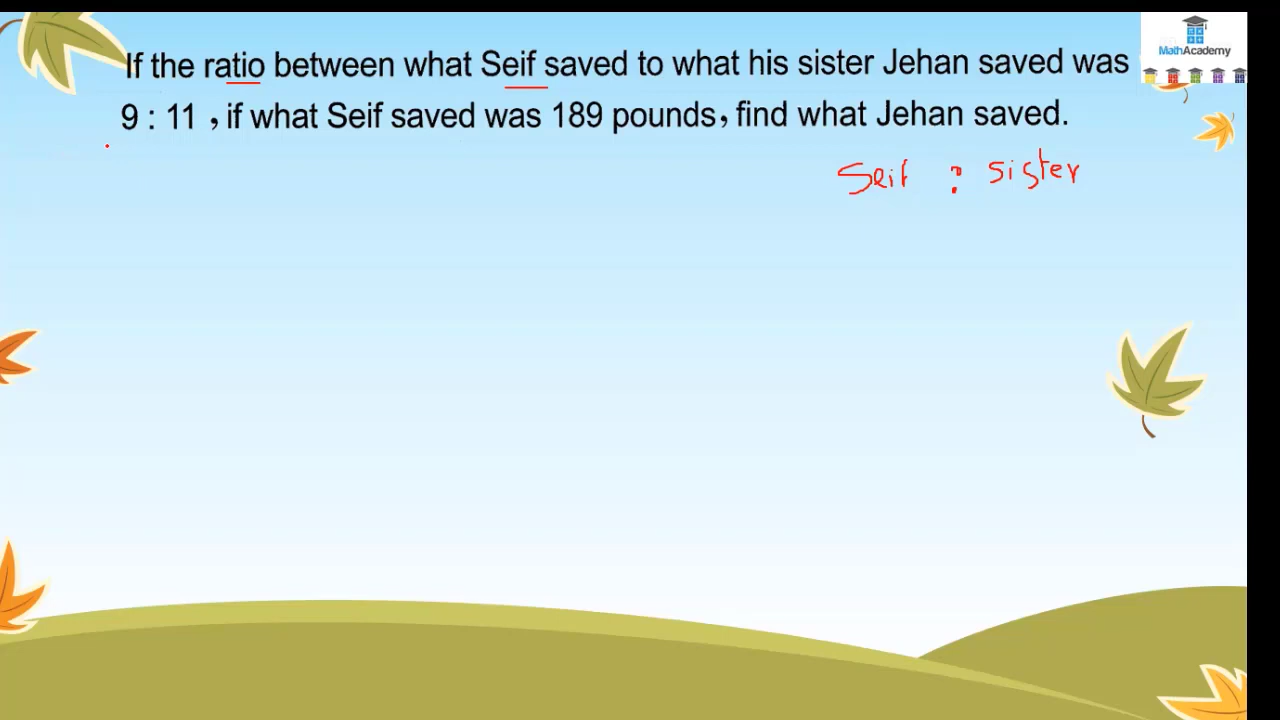 MathAcademy
If the ratio between what Seif saved to what his sister Jehan saved was
9 : 11 , if what Seif saved was 189 pounds, find what Jehan saved.
Seif : sister